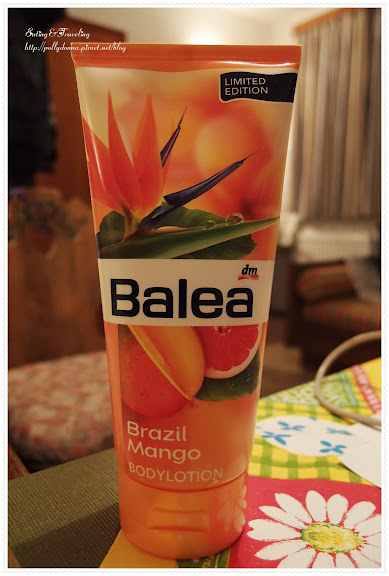 Eating & Traveling
http://pollydonna.pixnet.net/blog
LIMITED
EDITION
dm
Balea
Brazil
Mango
BODYLOTION